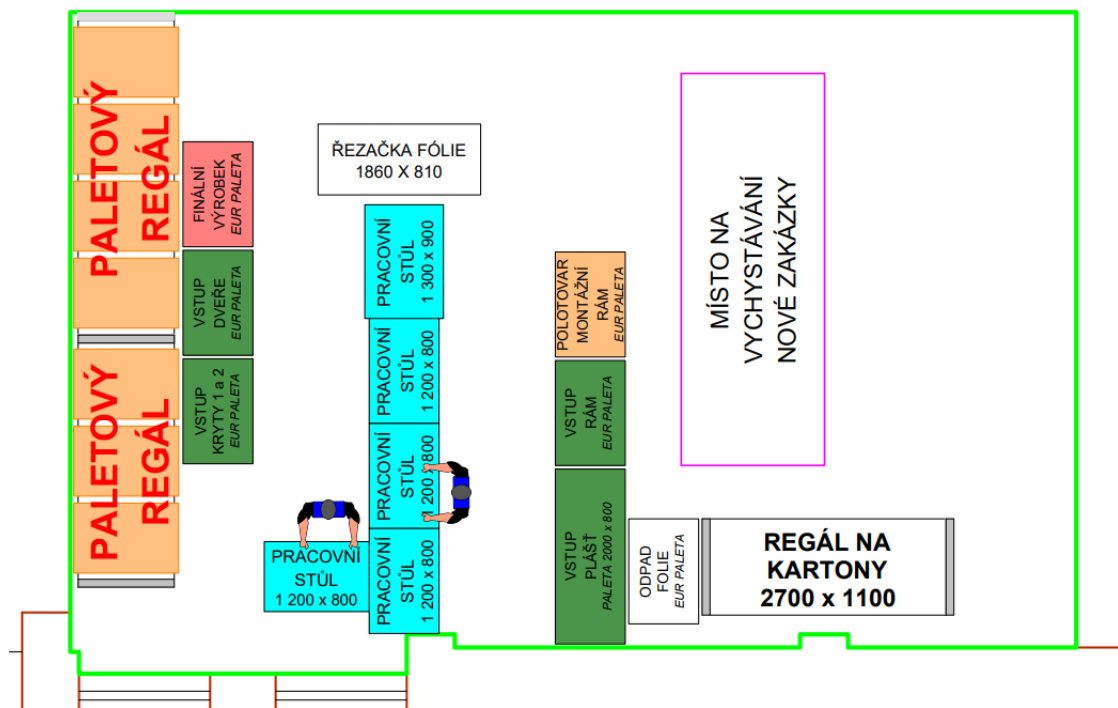 PALETOVÝ
REGÁL
PALETOVÝ
REGÁL
FINÁLNÍ
VÝROBEK
EUR PALETA
VSTUP
DVEŘE
EUR PALETA
VSTUP
KRYTY 1 a 2
EUR PALETA
ŘEZAČKA FÓLIE
1860 X 810
PRACOVNÍ
STŮL
1 300 x 900
PRACOVNÍ
STŮL
1 200 x 800
PRACOVNÍ
STŮL
1 200 x 800
PRACOVNÍ
STŮL
1 200 x 800
PRACOVNÍ
STŮL
1 200 x 800
POLOTOVAR
MONTÁŽNÍ
RÁM
EUR PALETA
VSTUP
RÁM
EUR PALETA
VSTUP
PLÁŠŤ
PALETA 2000 x 800
ODPAD
FOLIE
EUR PALETA
MÍSTO NA
VYCHYSTÁVÁNÍ
NOVÉ ZAKÁZKY
REGÁL NA
KARTONY
2700 x 1100